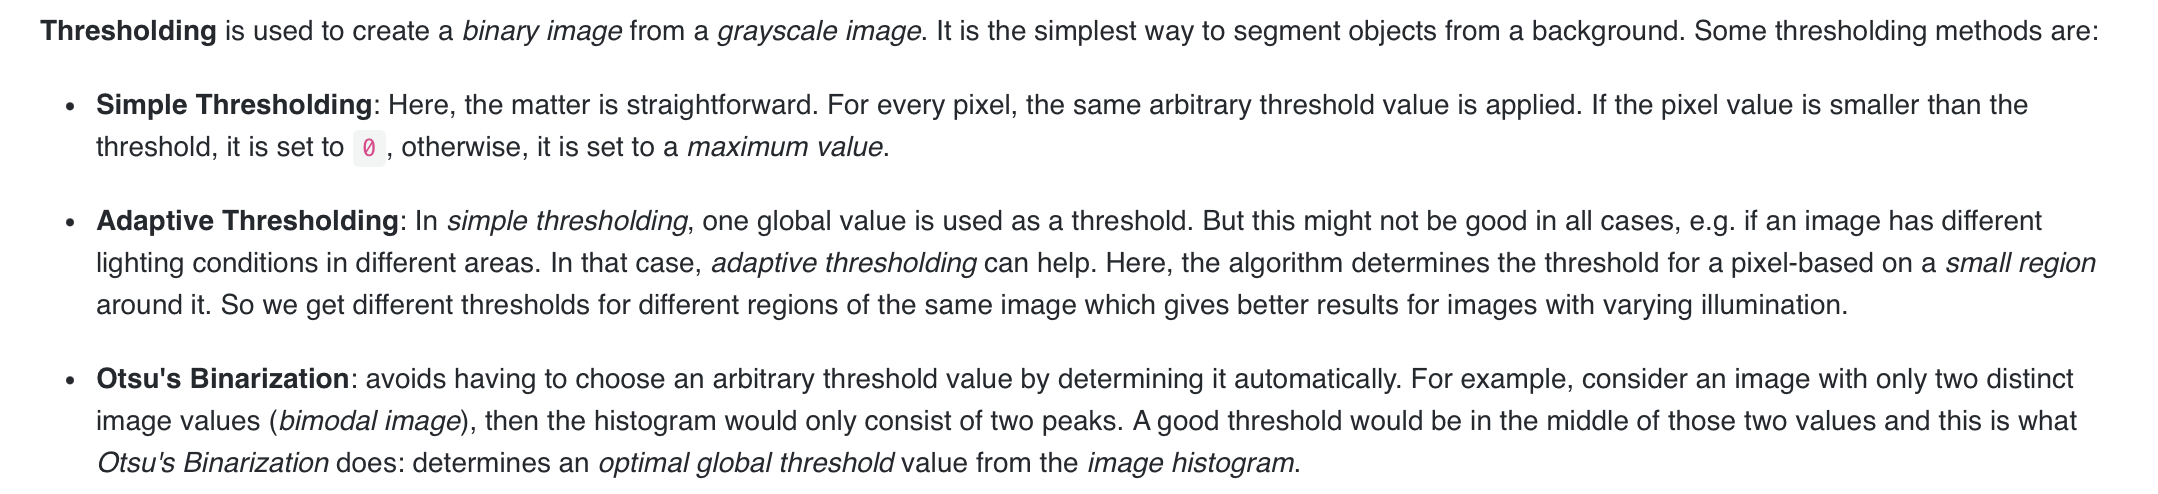 Thresholding is used to create a binary image from a grayscale image. It is the simplest way to segment objects from a background. Some thresholding methods are:
• Simple Thresholding: Here, the matter is straightforward. For every pixel, the same arbitrary threshold value is applied. If the pixel value is smaller than the
threshold, it is set to 0, otherwise, it is set to a maximum value.
• Adaptive Thresholding: In simple thresholding, one global value is used as a threshold. But this might not be good in all cases, e.g. if an image has different
lighting conditions in different areas. In that case, adaptive thresholding can help. Here, the algorithm determines the threshold for a pixel-based on a small region
around it. So we get different thresholds for different regions of the same image which gives better results for images with varying illumination.
• Otsu's Binarization: avoids having to choose an arbitrary threshold value by determining it automatically. For example, consider an image with only two distinct
image values (bimodal image), then the histogram would only consist of two peaks. A good threshold would be in the middle of those two values and this is what
Otsu's Binarization does: determines an optimal global threshold value from the image histogram.